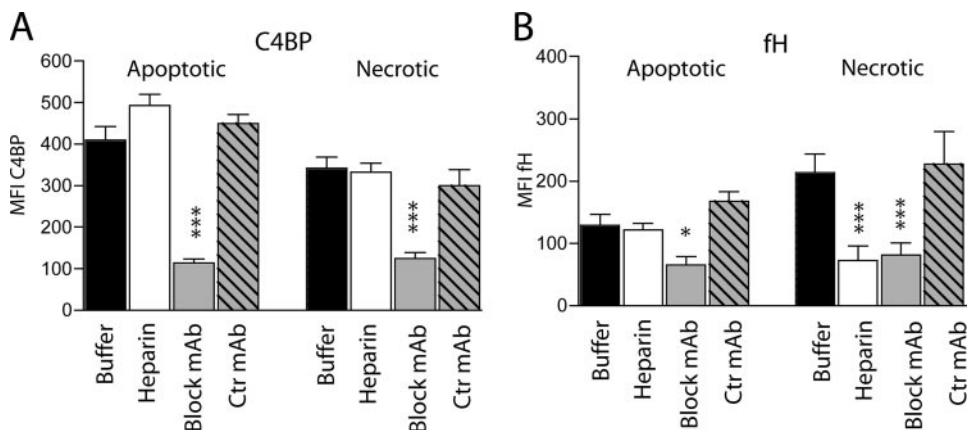 A
C4BP
Apoptotic
Necrotic
MFI C4BP
600
500
400
300
200
100
0
***
***
Buffer
Heparin
Block mAb
Ctr mAb
Buffer
Heparin
Block mAb
Ctr mAb
B
fH
Apoptotic
Necrotic
MFI fH
400
300
200
100
0
*
***
***
Buffer
Heparin
Block mAb
Ctr mAb
Buffer
Heparin
Block mAb
Ctr mAb